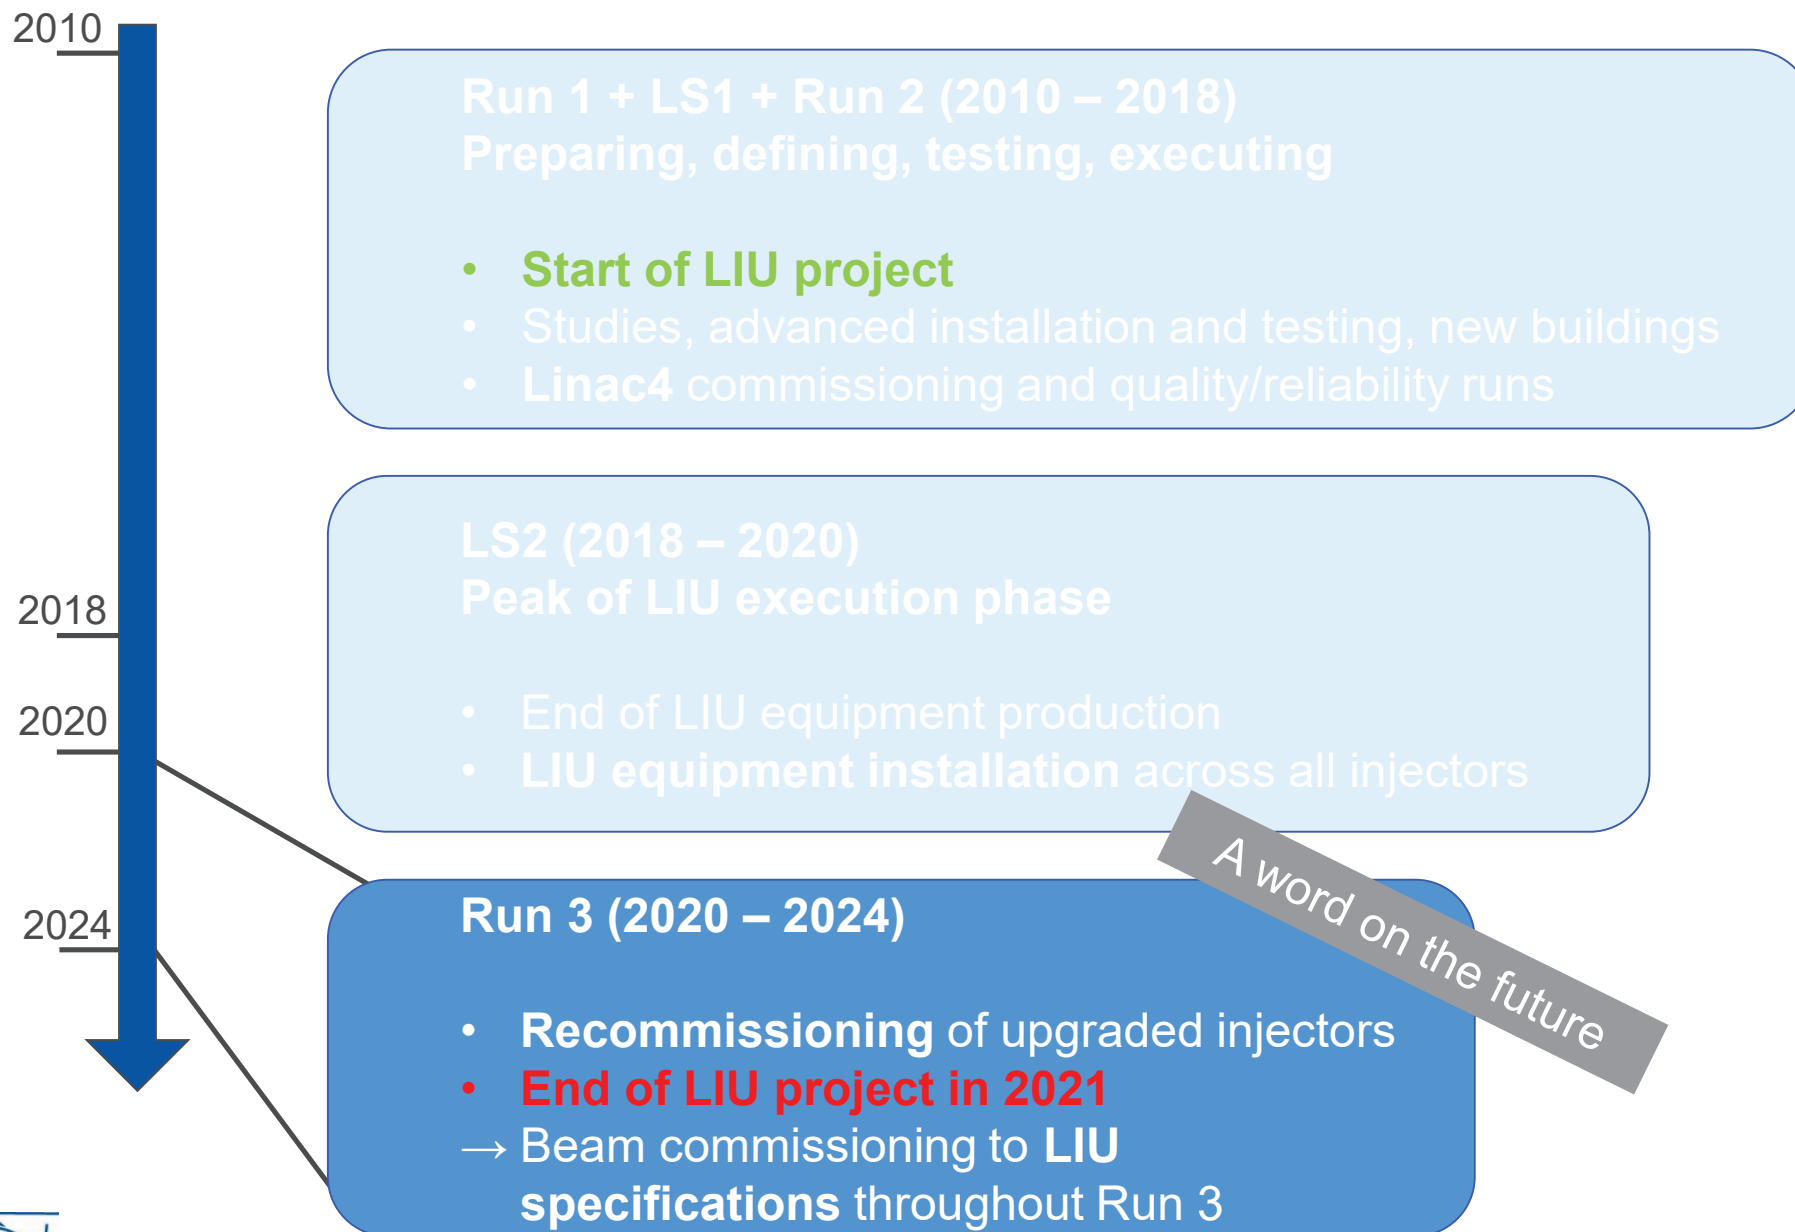 2010
Run 1 + LS1 + Run 2 (2010 – 2018)
Preparing, defining, testing, executing
• Start of LIU project
• Studies, advanced installation and testing, new buildings
• Linac4 commissioning and quality/reliability runs
LS2 (2018 – 2020)
Peak of LIU execution phase
2018
• End of LIU equipment production
2020
• LIU equipment installation across all injectors
A word on the future
Run 3 (2020 – 2024)
2024
• Recommissioning of upgraded injectors
• End of LIU project in 2021
→ Beam commissioning to LIU
specifications throughout Run 3